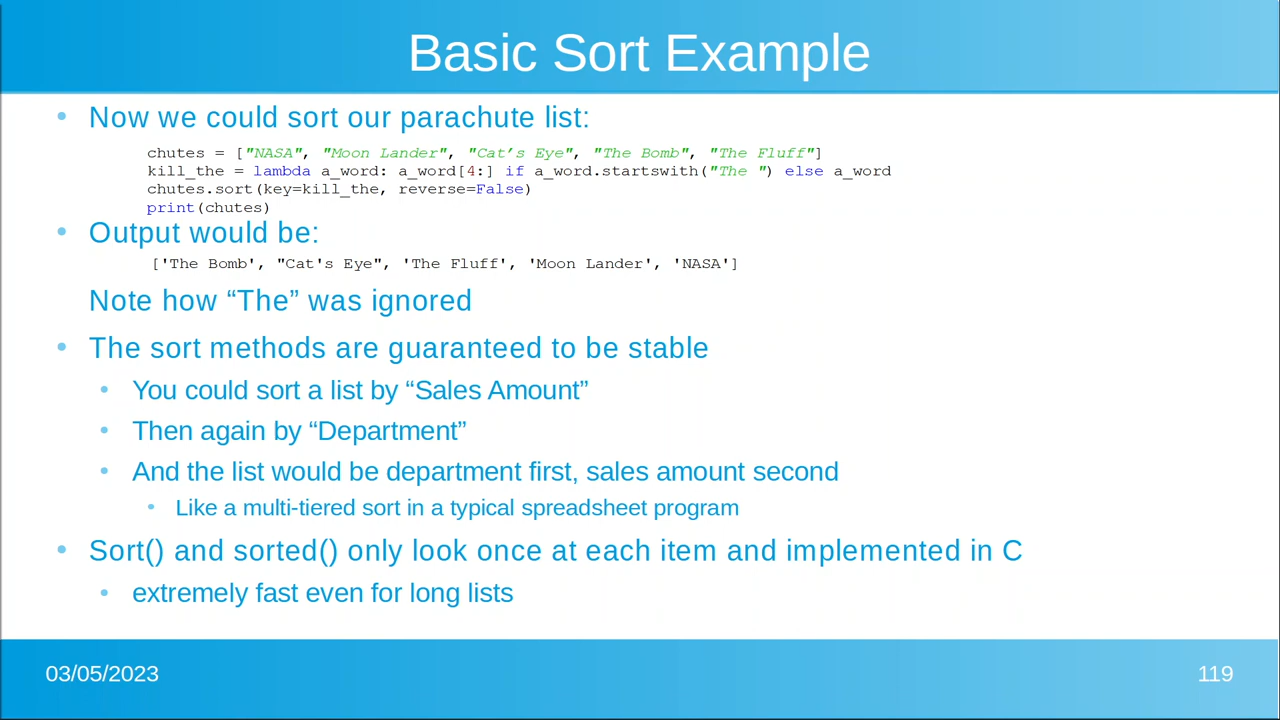 Basic Sort Example
Now we could sort our parachute list:
chutes = ["NASA", "Moon Lander", "Cat’s Eye", "The Bomb", "The Fluff"]
kill_the = lambda a_word: a_word[4:] if a_word.startswith("The ") else a_word
chutes.sort(key=kill_the, reverse=False)
print(chutes)
Output would be:
['The Bomb', "Cat's Eye", 'The Fluff', 'Moon Lander', 'NASA']
Note how “The” was ignored
The sort methods are guaranteed to be stable
You could sort a list by “Sales Amount”
Then again by “Department”
And the list would be department first, sales amount second
Like a multi-tiered sort in a typical spreadsheet program
Sort() and sorted() only look once at each item and implemented in C
extremely fast even for long lists
03/05/2023
119